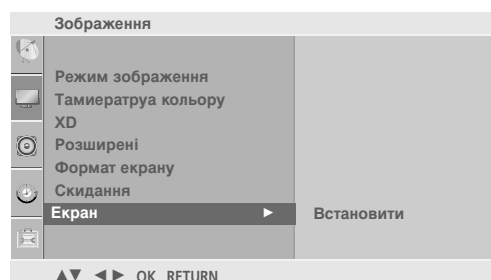 Зображення
Режим зображення
Тамиератруа кольору
XD
Розширені
Формат екрану
Скидання
Екран ► Встановити
▲▼ ◄► OK RETURN